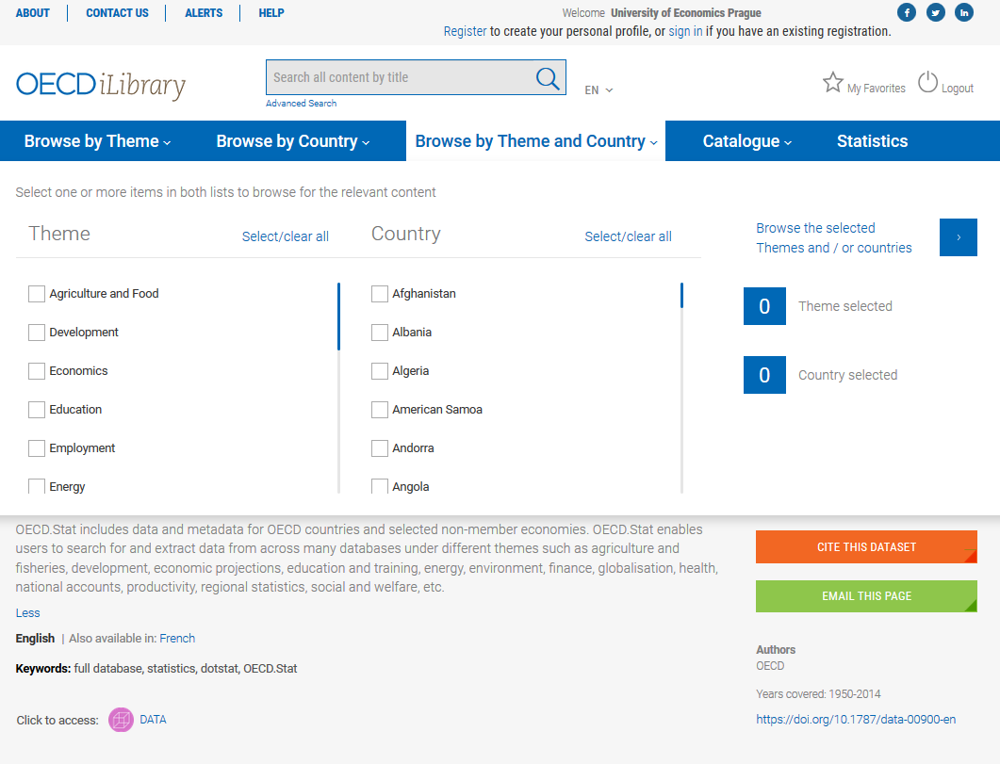 ABOUT CONTACT US ALERTS HELP
Welcome University of Economics Prague
Register to create your personal profile, or sign in if you have an existing registration.
OECD iLibrary
Search all content by title
Advanced Search
EN
My Favorites
Logout
Browse by Theme
Browse by Country
Browse by Theme and Country
Catalogue
Statistics
Select one or more items in both lists to browse for the relevant content
Theme
Select/clear all
Agriculture and Food
Development
Economics
Education
Employment
Energy
Country
Select/clear all
Afghanistan
Albania
Algeria
American Samoa
Andorra
Angola
Browse the selected
Themes and / or countries
0 Theme selected
0 Country selected
OECD.Stat includes data and metadata for OECD countries and selected non-member economies. OECD.Stat enables
users to search for and extract data from across many databases under different themes such as agriculture and
fisheries, development, economic projections, education and training, energy, environment, finance, globalisation, health,
national accounts, productivity, regional statistics, social and welfare, etc.
Less
English | Also available in: French
Keywords: full database, statistics, dotstat, OECD.Stat
Click to access: DATA
CITE THIS DATASET
EMAIL THIS PAGE
Authors
OECD
Years covered: 1950-2014
https://doi.org/10.1787/data-00900-en